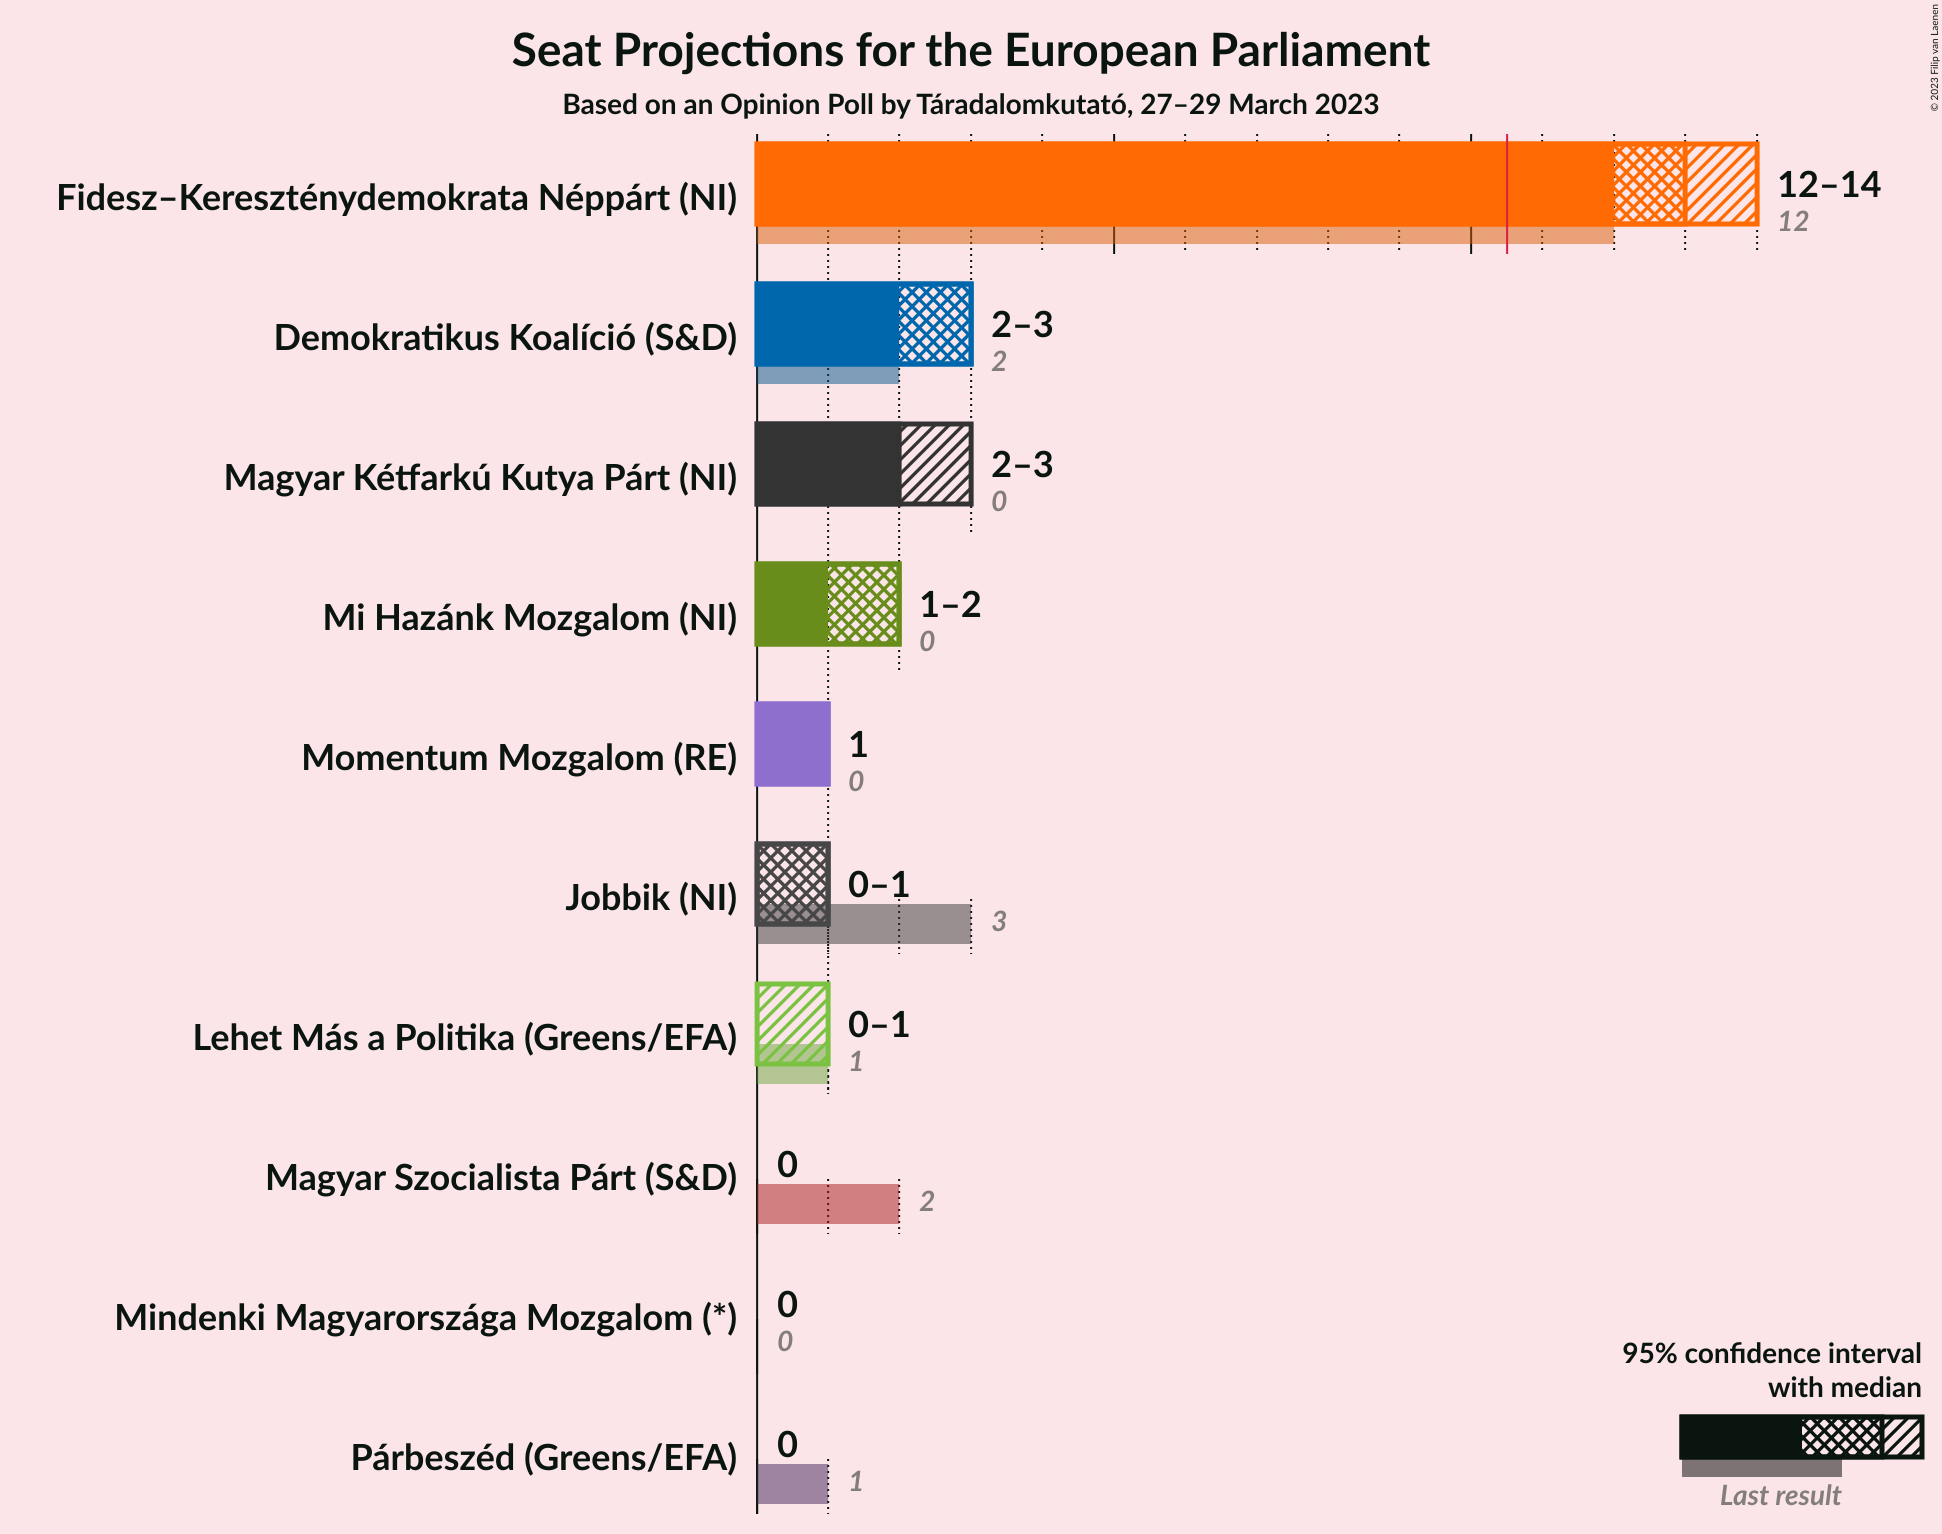 Seat Projections for the European Parliament
Based on an Opinion Poll by Táradalomkutató, 27–29 March 2023
© 2023 Filip van Laenen
Fidesz–Kereszténydemokrata Néppárt (NI)
12–14
12
Demokratikus Koalíció (S&D)
2–3
2
Magyar Kétfarkú Kutya Párt (NI)
2–3
0
Mi Hazánk Mozgalom (NI)
1–2
0
Momentum Mozgalom (RE)
1
0
Jobbik (NI)
0–1
3
Lehet Más a Politika (Greens/EFA)
0–1
1
Magyar Szocialista Párt (S&D)
0
2
Mindenki Magyarországa Mozgalom (*)
0
0
Párbeszéd (Greens/EFA)
0
1
95% confidence interval
with median
Last result